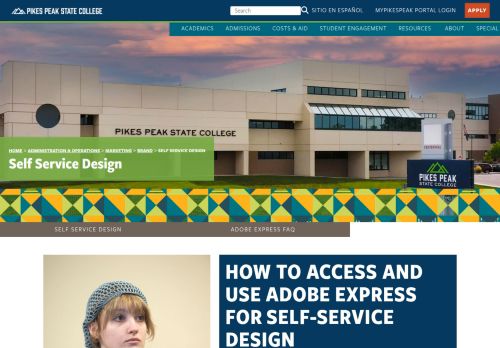 PIKES PEAK STATE COLLEGE
Search
SITIO EN ESPAÑOL
MYPIKESPEAK PORTAL LOGIN
APPLY
ACADEMICS
ADMISSIONS
COSTS & AID
STUDENT ENGAGEMENT
RESOURCES
ABOUT
SPECIAL
PIKES PEAK STATE COLLEGE
HOME > ADMINISTRATION & OPERATIONS > MARKETING > BRAND > SELF SERVICE DESIGN
Self Service Design
CENTENNIAL
PIKES PEAK
STATE COLLEGE
SELF SERVICE DESIGN
ADOBE EXPRESS FAQ
HOW TO ACCESS AND
USE ADOBE EXPRESS
FOR SELF-SERVICE
DESIGN